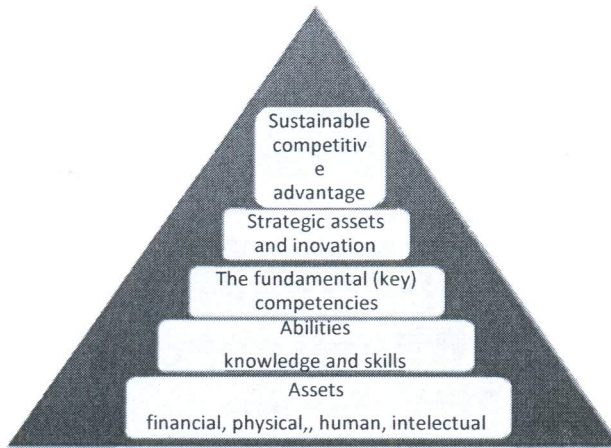 Sustainable
competitiv
e
advantage
Strategic assets
and inovation
The fundamental (key)
competencies
Abilities
knowledge and skills
Assets
financial, physical,, human, intelectual